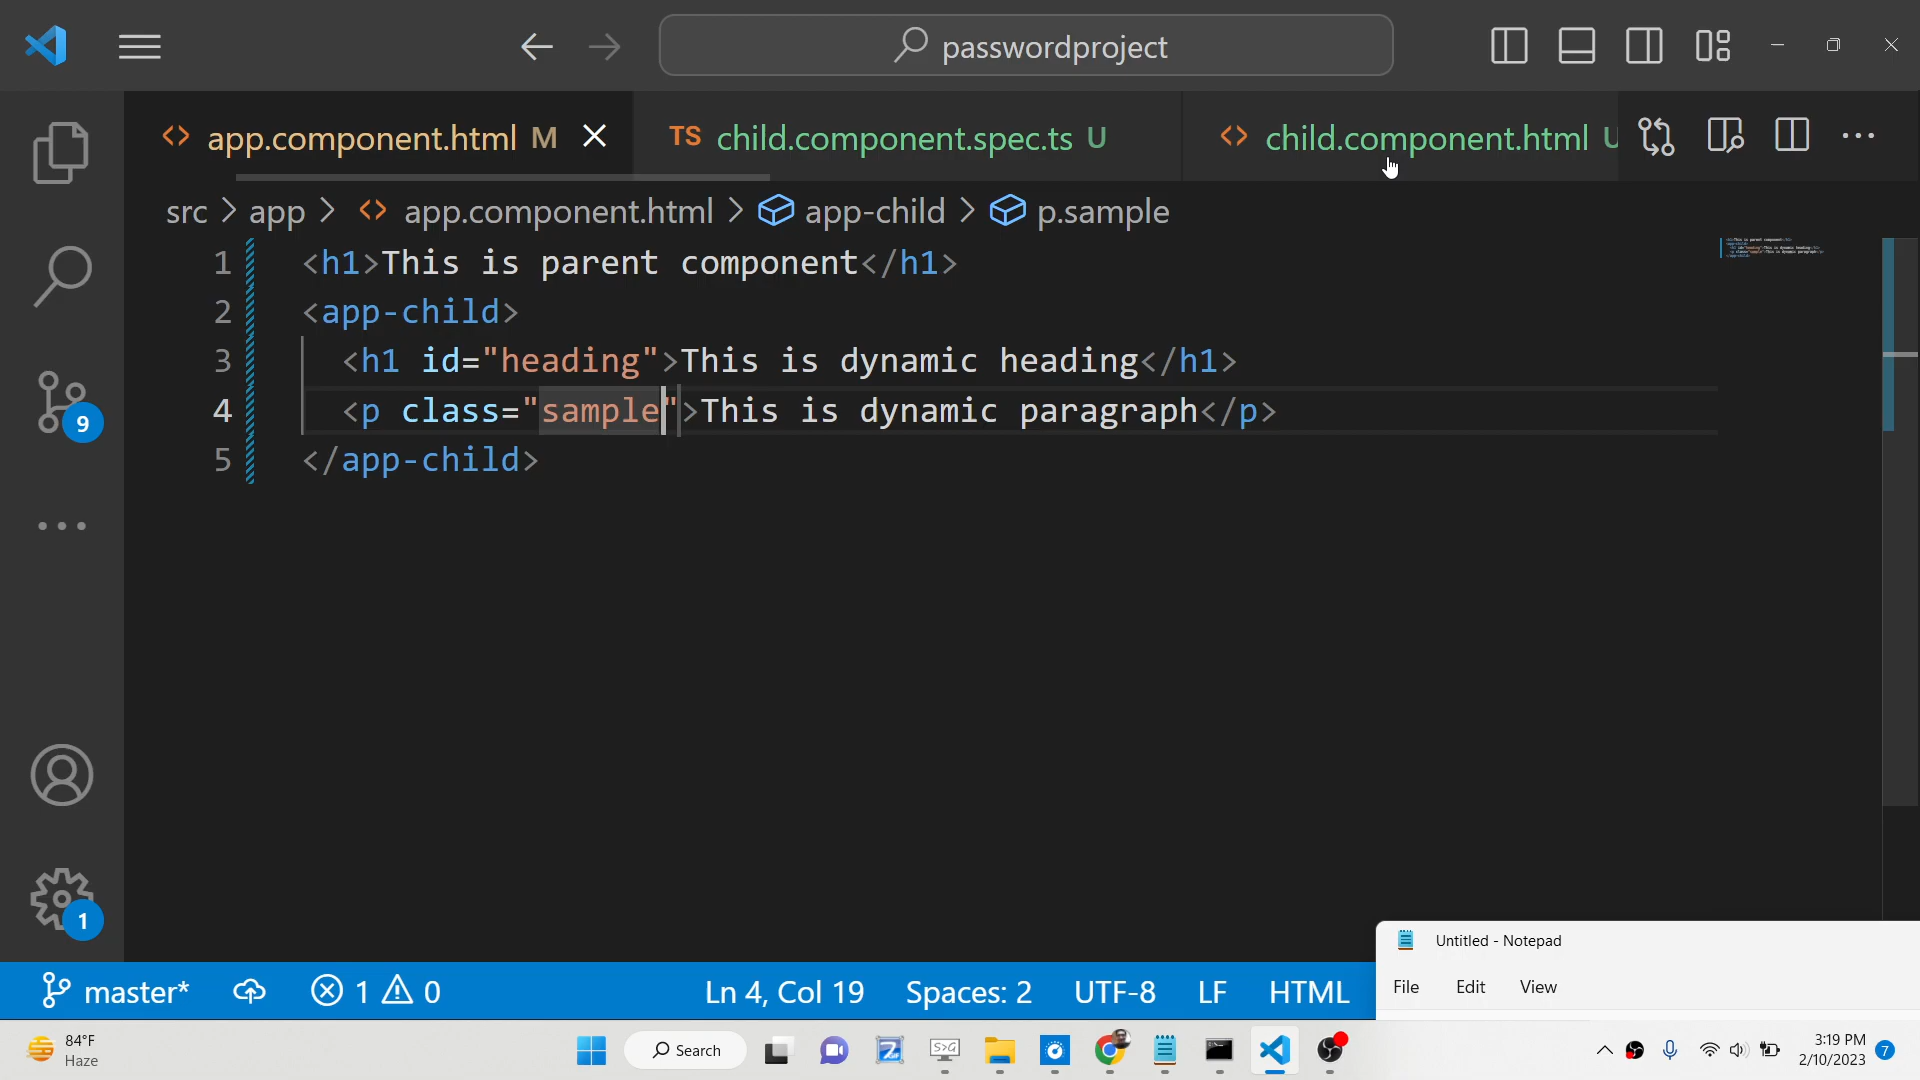 passwordproject
<> app.component.html M
TS child.component.spec.ts U
<> child.component.html U
src > app > <> app.component.html > app-child > p.sample
1 <h1>This is parent component</h1>
2 <app-child>
3 <h1 id="heading">This is dynamic heading</h1>
4 <p class="sample">This is dynamic paragraph</p>
5 </app-child>
9
1
Untitled - Notepad
File Edit View
master* 1 0 Ln 4, Col 19 Spaces: 2 UTF-8 LF HTML
84°F
Haze
Search
S>G
3:19 PM
2/10/2023
7